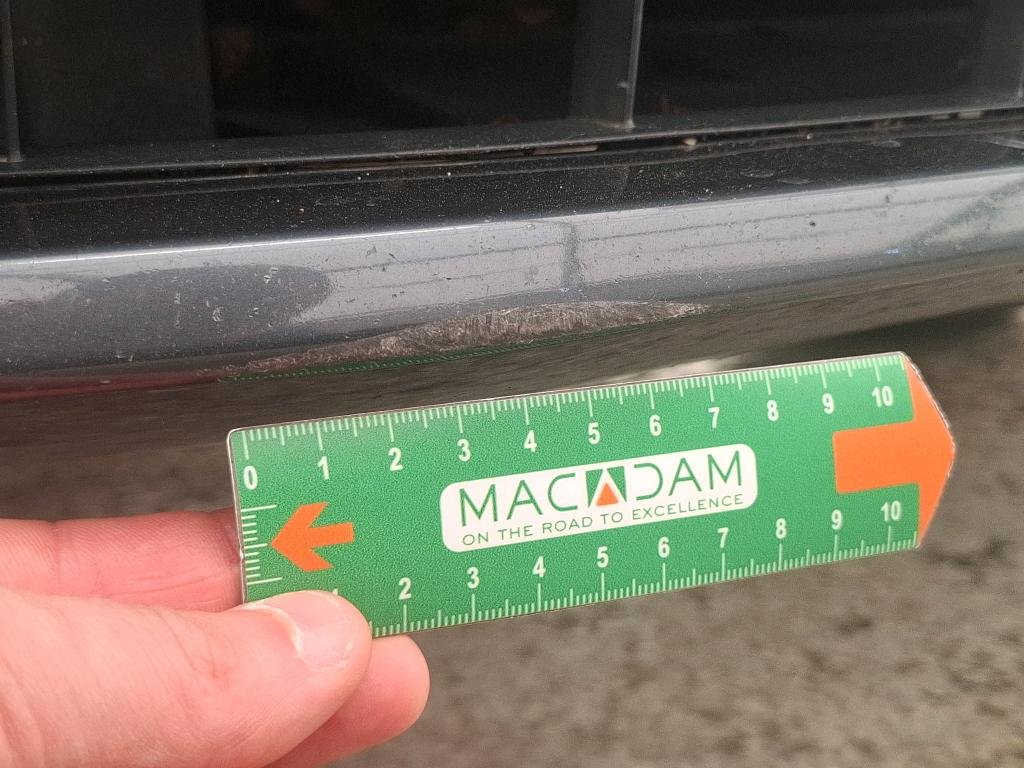 0 1 2 3 4 5 6 7 8 9 10
MACADAM
ON THE ROAD TO EXCELLENCE
2 3 4 5 6 7 8 9 10